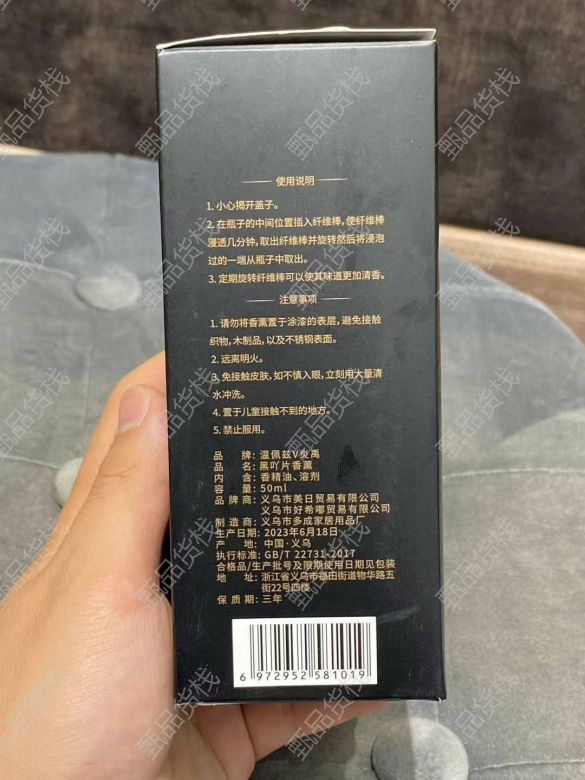 使用说明
1. 小心揭开盖子。
2. 在瓶子的中间位置插入纤维棒,使纤维棒
漫透几分钟,取出纤维棒并旋转然后将浸泡
过的一端从瓶子中取出。
3. 定期旋转纤维棒可以使其味道更加清香。
注意事项
1. 请勿将香薰置于涂漆的表层,避免接触
织物,木制品,以及不锈钢表面。
2. 远离明火。
3. 免接触皮肤,如不慎入眼,立刻用大量清
水冲洗。
4. 置于儿童接触不到的地方。
5. 禁止服用。
品 牌: 温佩兹V爻禹
品 名: 黑吖片香薰
内 含: 香精油、溶剂
容 量: 50ml
品牌商: 义乌市美日贸易有限公司
义乌市好希嘟贸易有限公司
制造商: 义乌市多成家居用品厂
生产日期: 2023年6月18日
产 地: 中国·义乌
执行标准: GB/T 22731-2017
合格品/生产批号及限期使用日期见包装
地 址: 浙江省义乌市福田街道物华路五
街22号四楼
保质期: 三年
6 972952 581019
甄品货栈